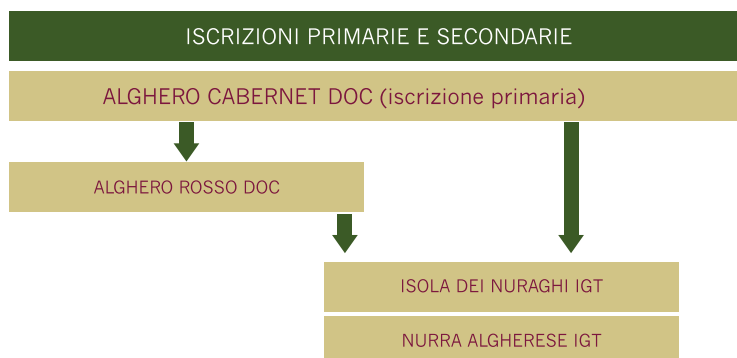 ISCRIZIONI PRIMARIE E SECONDARIE
ALGHERO CABERNET DOC (iscrizione primaria)
ALGHERO ROSSO DOC
ISOLA DEI NURAGHI IGT
NURRA ALGHERESE IGT